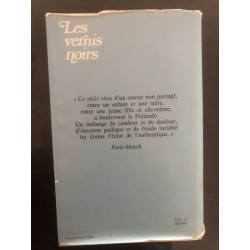 Les
vernis
noirs
« Ce récit vécu d'un amour non partagé,
entre un enfant et une mère,
entre une jeune fille et elle-même,
a bouleversé la Finlande.
Un mélange de candeur et de douleur,
d'émotion pudique et de froide lucidité
lui donne l'éclat de l'authentique. »
Paris-Match.